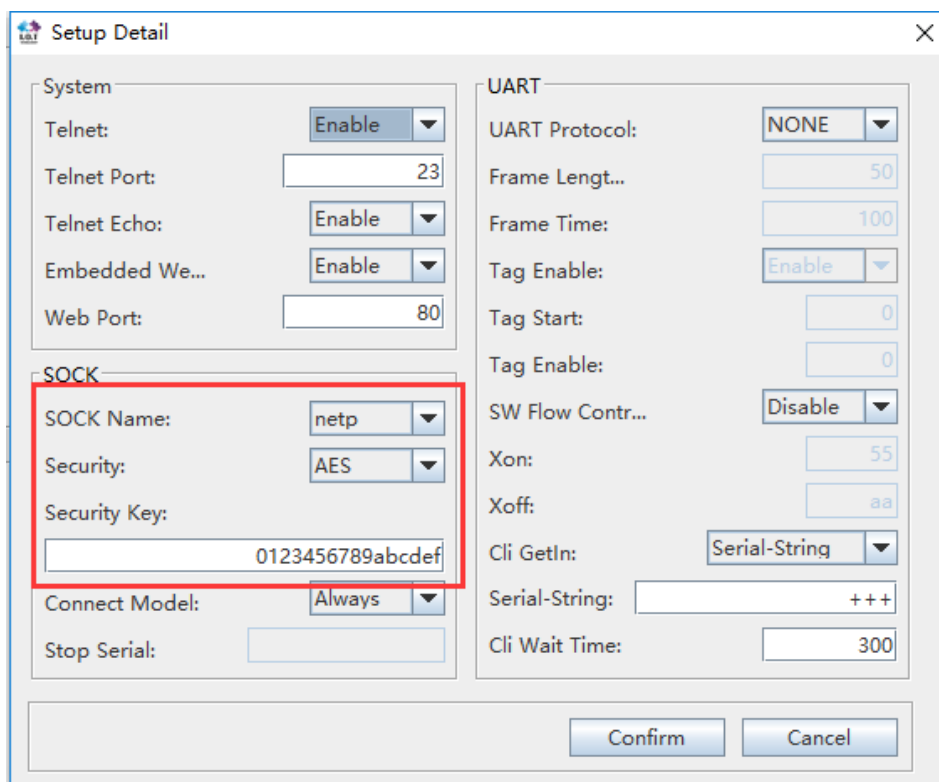 Setup Detail
System
Telnet: Enable
Telnet Port: 23
Telnet Echo: Enable
Embedded We... Enable
Web Port: 80
SOCK
SOCK Name: netp
Security: AES
Security Key:
0123456789abcdef
Connect Model: Always
Stop Serial:
UART
UART Protocol: NONE
Frame Lengt... 50
Frame Time: 100
Tag Enable: Enable
Tag Start: 0
Tag Enable: 0
SW Flow Contr... Disable
Xon: 55
Xoff: aa
Cli GetIn: Serial-String
Serial-String: +++
Cli Wait Time: 300
Confirm Cancel